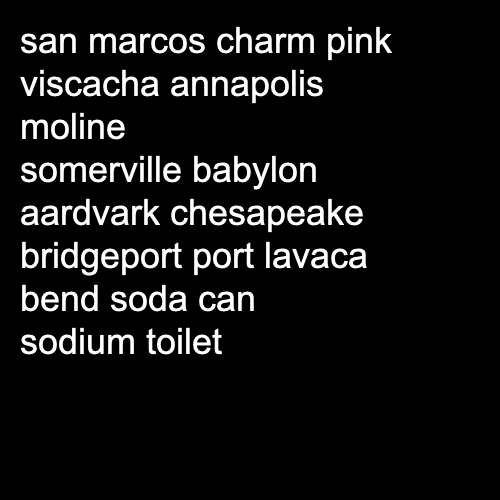 san marcos charm pink
viscacha annapolis
moline
somerville babylon
aardvark chesapeake
bridgeport port lavaca
bend soda can
sodium toilet